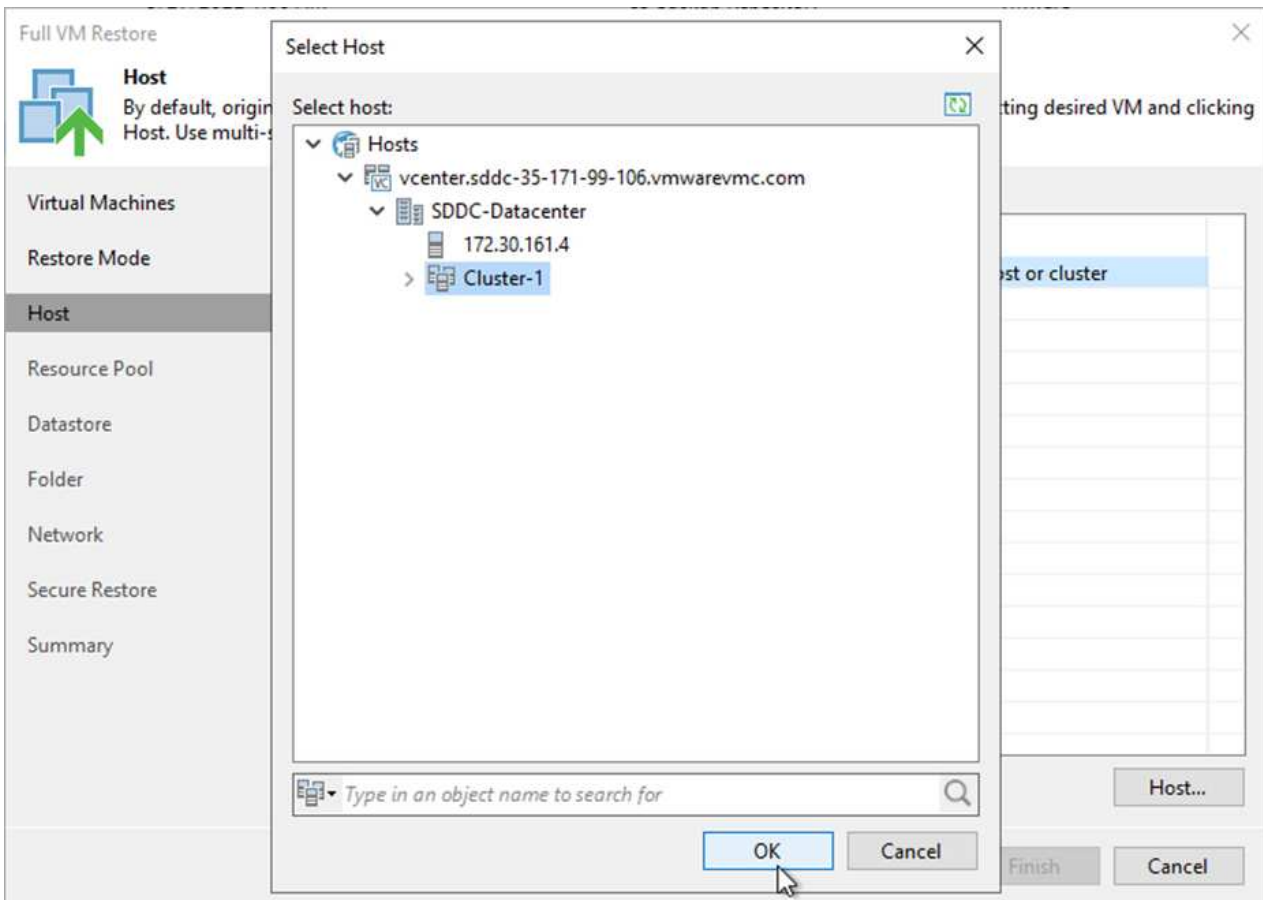 Full VM Restore
Host
By default, origin
Host. Use multi-s
ting desired VM and clicking
Virtual Machines
Restore Mode
Host
Resource Pool
Datastore
Folder
Network
Secure Restore
Summary
Select Host
Select host:
Hosts
vcenter.sddc-35-171-99-106.vmwarevmc.com
SDDC-Datacenter
172.30.161.4
Cluster-1
ost or cluster
Type in an object name to search for
Host...
OK
Cancel
Finish
Cancel